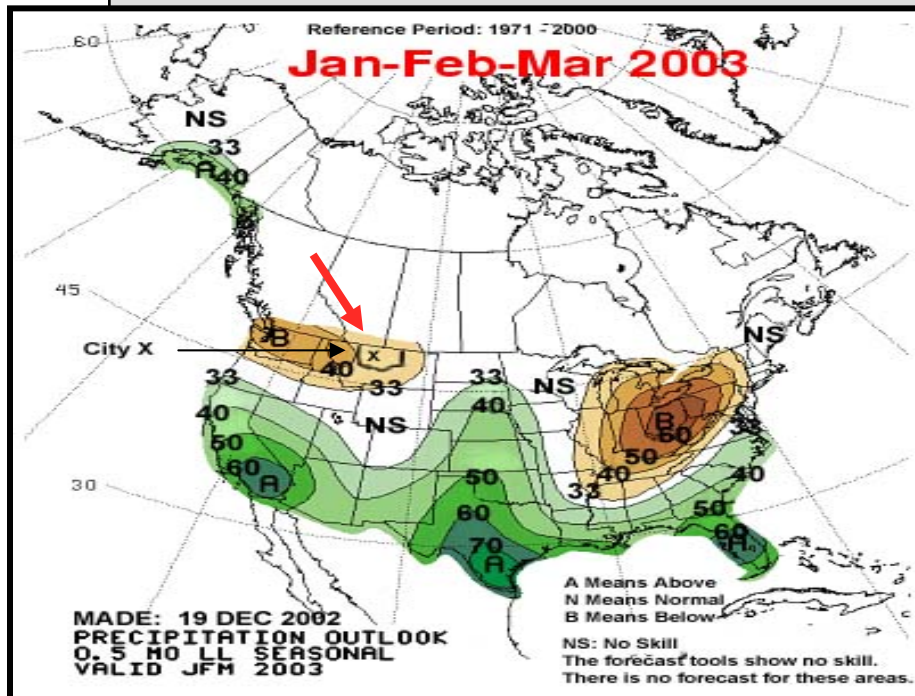 Reference Period: 1971 - 2000
Jan-Feb-Mar 2003
60
NS
33
A
40
45
City X
B
X
40
33
33
NS
NS
33
40
50
60
A
NS
33
40
50
60
70
A
B
60
50
40
33
33
40
50
60
A
30
A Means Above
N Means Normal
B Means Below
NS: No Skill
The forecast tools show no skill.
There is no forecast for these areas.
MADE: 19 DEC 2002
PRECIPITATION OUTLOOK
0.5 MO LL SEASONAL
VALID JFM 2003